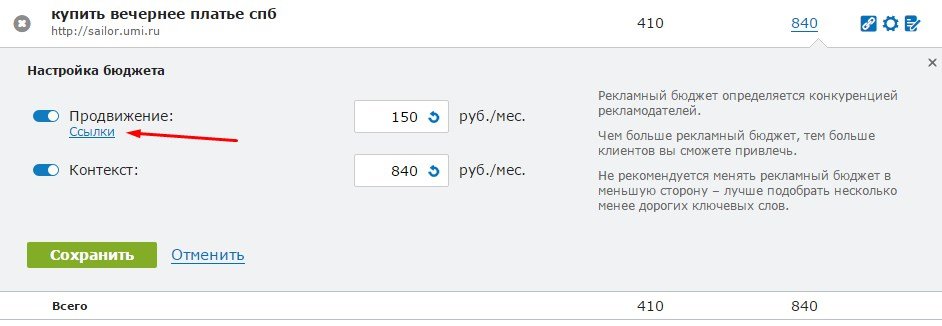 купить вечернее платье спб 410 840
http://sailor.umi.ru
Настройка бюджета
Продвижение: 150 руб./мес.
Ссылки
Контекст: 840 руб./мес.
Рекламный бюджет определяется конкуренцией
рекламодателей.
Чем больше рекламный бюджет, тем больше
клиентов вы сможете привлечь.
Не рекомендуется менять рекламный бюджет в
меньшую сторону – лучше подобрать несколько
менее дорогих ключевых слов.
Сохранить Отменить
Всего 410 840